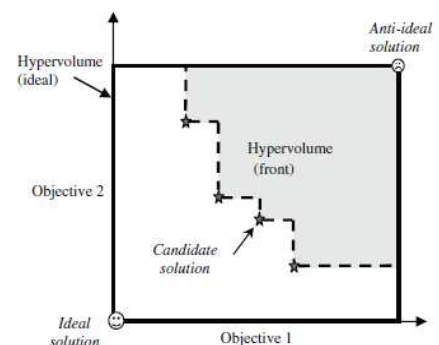 Anti-ideal
solution
Hypervolume
(ideal)
Hypervolume
(front)
Objective 2
Candidate
solution
Ideal
solution
Objective 1